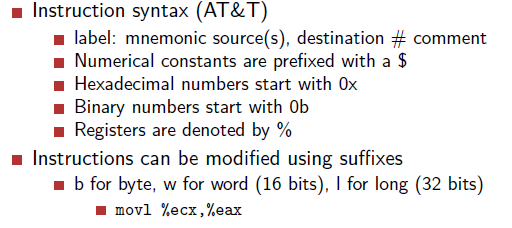 Instruction syntax (AT&T)
label: mnemonic source(s), destination # comment
Numerical constants are prefixed with a $
Hexadecimal numbers start with 0x
Binary numbers start with 0b
Registers are denoted by %
Instructions can be modified using suffixes
b for byte, w for word (16 bits), l for long (32 bits)
movl %ecx,%eax